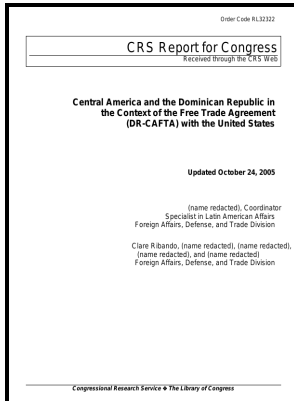 Order Code RL32322
CRS Report for Congress
Received through the CRS Web
Central America and the Dominican Republic in
the Context of the Free Trade Agreement
(DR-CAFTA) with the United States
Updated October 24, 2005
(name redacted), Coordinator
Specialist in Latin American Affairs
Foreign Affairs, Defense, and Trade Division
Clare Ribando, (name redacted), (name redacted),
(name redacted), and (name redacted)
Foreign Affairs, Defense, and Trade Division
Congressional Research Service ❖ The Library of Congress